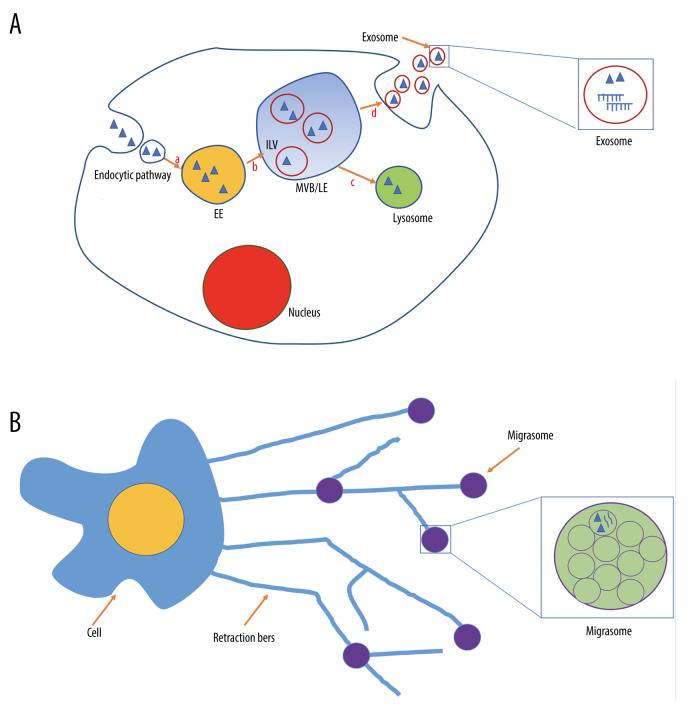 A
Exosome
a
Endocytic pathway
EE
b
ILV
MVB/LE
d
c
Lysosome
Exosome
Nucleus
B
Migrasome
Cell
Retraction bers
Migrasome